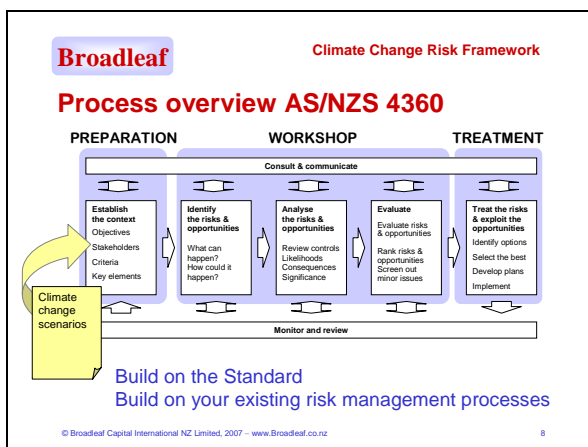 Broadleaf
Climate Change Risk Framework
Process overview AS/NZS 4360
PREPARATION
WORKSHOP
TREATMENT
Consult & communicate
Establish
the context
Objectives
Stakeholders
Criteria
Key elements
Identify
the risks &
opportunities
What can
happen?
How could it
happen?
Analyse
the risks &
opportunities
Review controls
Likelihoods
Consequences
Significance
Evaluate
Evaluate risks
& opportunities
Rank risks &
opportunities
Screen out
minor issues
Treat the risks
& exploit the
opportunities
Identify options
Select the best
Develop plans
Implement
Climate
change
scenarios
Monitor and review
Build on the Standard
Build on your existing risk management processes
© Broadleaf Capital International NZ Limited, 2007 – www.Broadleaf.co.nz
8